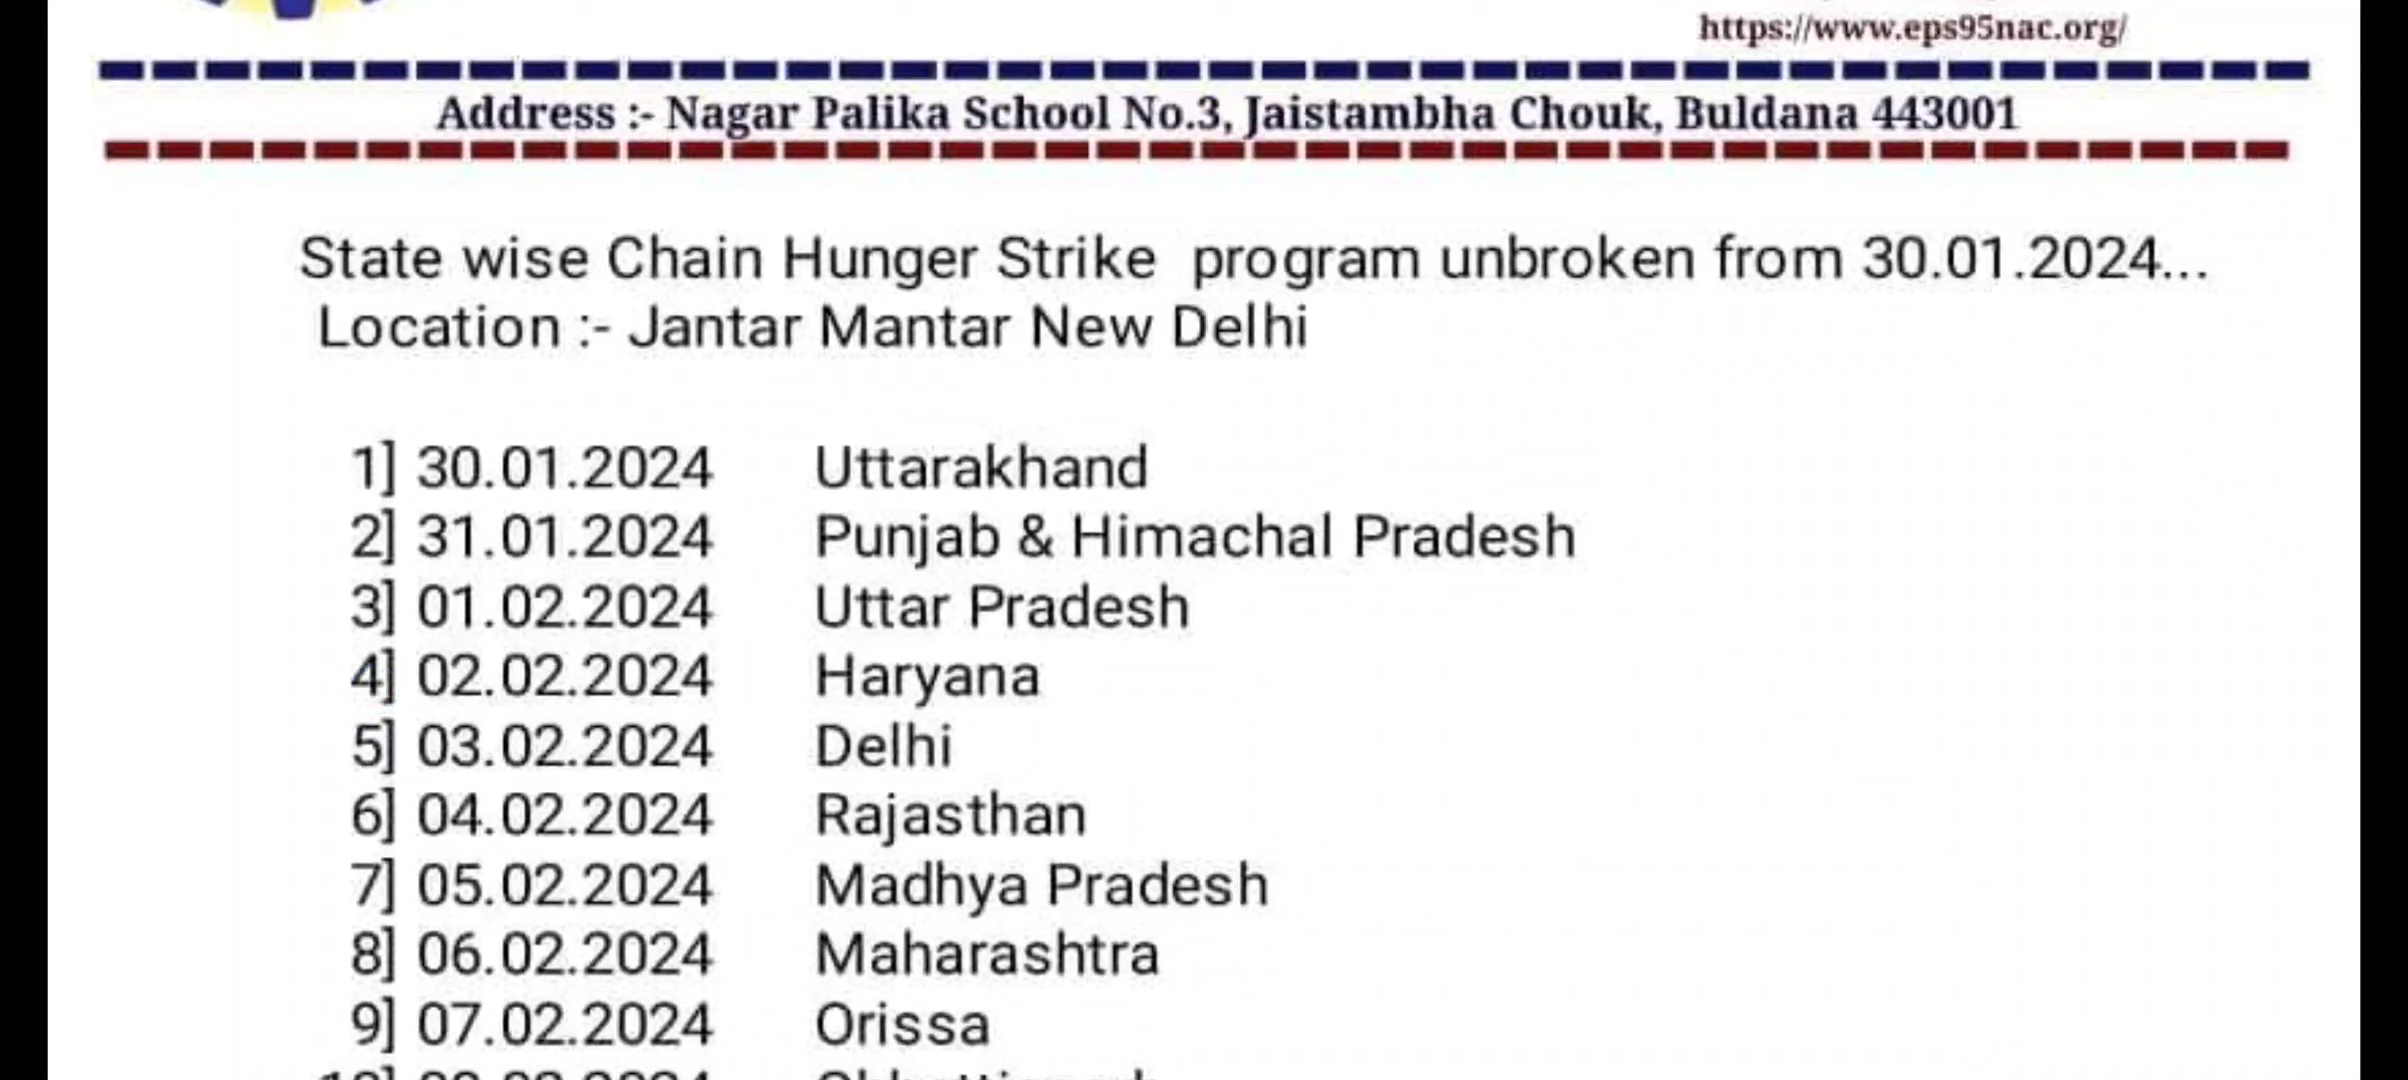 https://www.eps95nac.org/
Address :- Nagar Palika School No.3, Jaistambha Chouk, Buldana 443001
State wise Chain Hunger Strike  program unbroken from 30.01.2024...
Location :- Jantar Mantar New Delhi
1] 30.01.2024 Uttarakhand
2] 31.01.2024 Punjab & Himachal Pradesh
3] 01.02.2024 Uttar Pradesh
4] 02.02.2024 Haryana
5] 03.02.2024 Delhi
6] 04.02.2024 Rajasthan
7] 05.02.2024 Madhya Pradesh
8] 06.02.2024 Maharashtra
9] 07.02.2024 Orissa